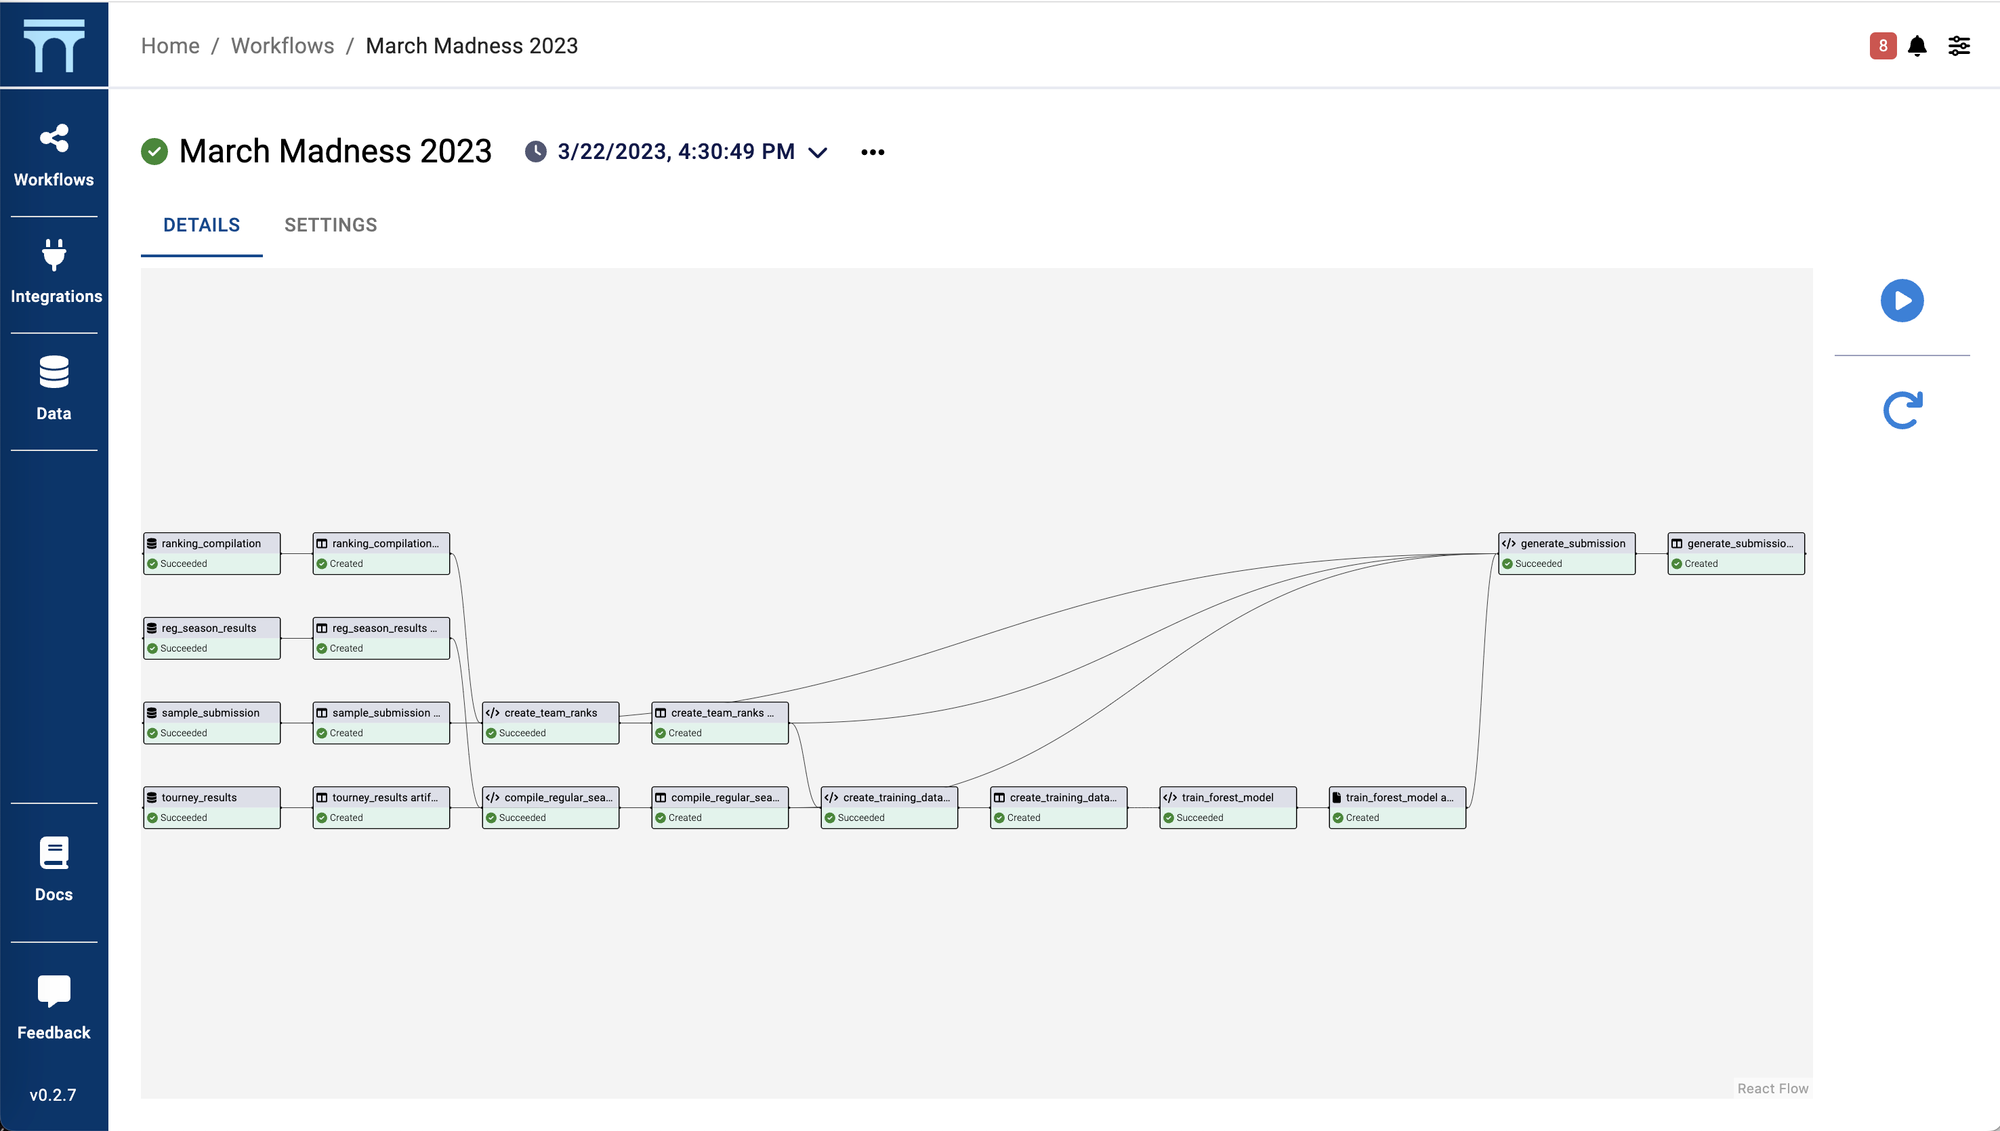 Home / Workflows / March Madness 2023
8
Workflows
Integrations
Data
Docs
Feedback
v0.2.7
March Madness 2023
3/22/2023, 4:30:49 PM
DETAILS
SETTINGS
ranking_compilation
Succeeded
ranking_compilation...
Created
generate_submission
Succeeded
generate_submissio...
Created
reg_season_results
Succeeded
reg_season_results ...
Created
sample_submission
Succeeded
sample_submission ...
Created
create_team_ranks
Succeeded
create_team_ranks ...
Created
tourney_results
Succeeded
tourney_results artif...
Created
compile_regular_sea...
Succeeded
compile_regular_sea...
Created
create_training_data...
Succeeded
create_training_data...
Created
train_forest_model
Succeeded
train_forest_model a...
Created
React Flow